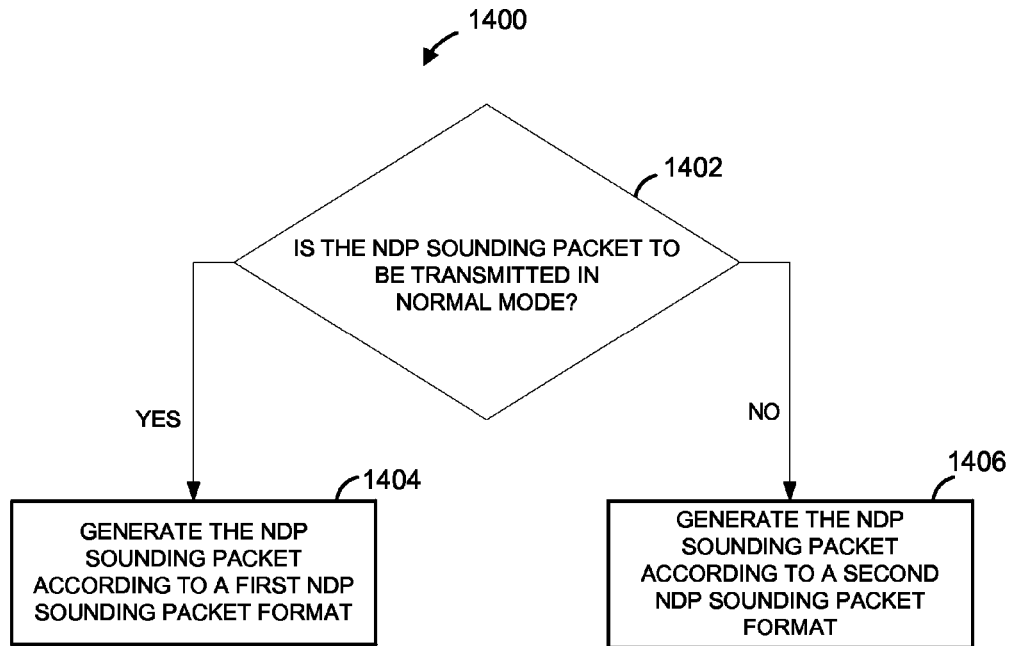 1400
1402
IS THE NDP SOUNDING PACKET TO
BE TRANSMITTED IN
NORMAL MODE?
YES
NO
1404
GENERATE THE NDP
SOUNDING PACKET
ACCORDING TO A FIRST NDP
SOUNDING PACKET FORMAT
1406
GENERATE THE NDP
SOUNDING PACKET
ACCORDING TO A SECOND
NDP SOUNDING PACKET
FORMAT